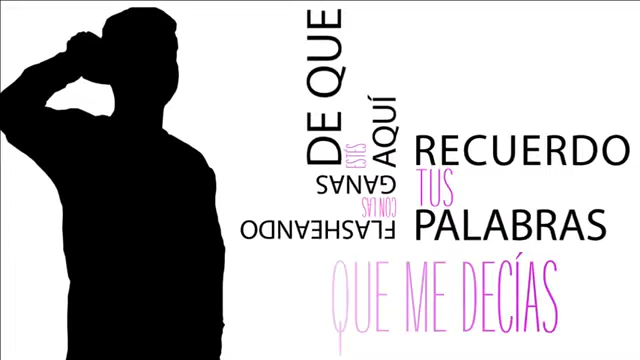 FLASHEANDO
CON LAS
GANAS
DE QUE
ESTÉS
AQUÍ
RECUERDO
TUS
PALABRAS
QUE ME DECÍAS